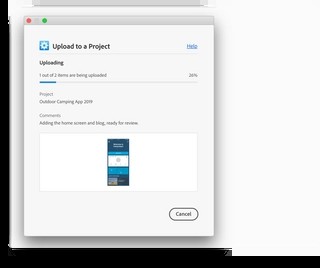 Upload to a Project
Help
Uploading
1 out of 2 items are being uploaded
26%
Project
Outdoor Camping App 2019
Comments
Adding the home screen and blog, ready for review.
Cancel